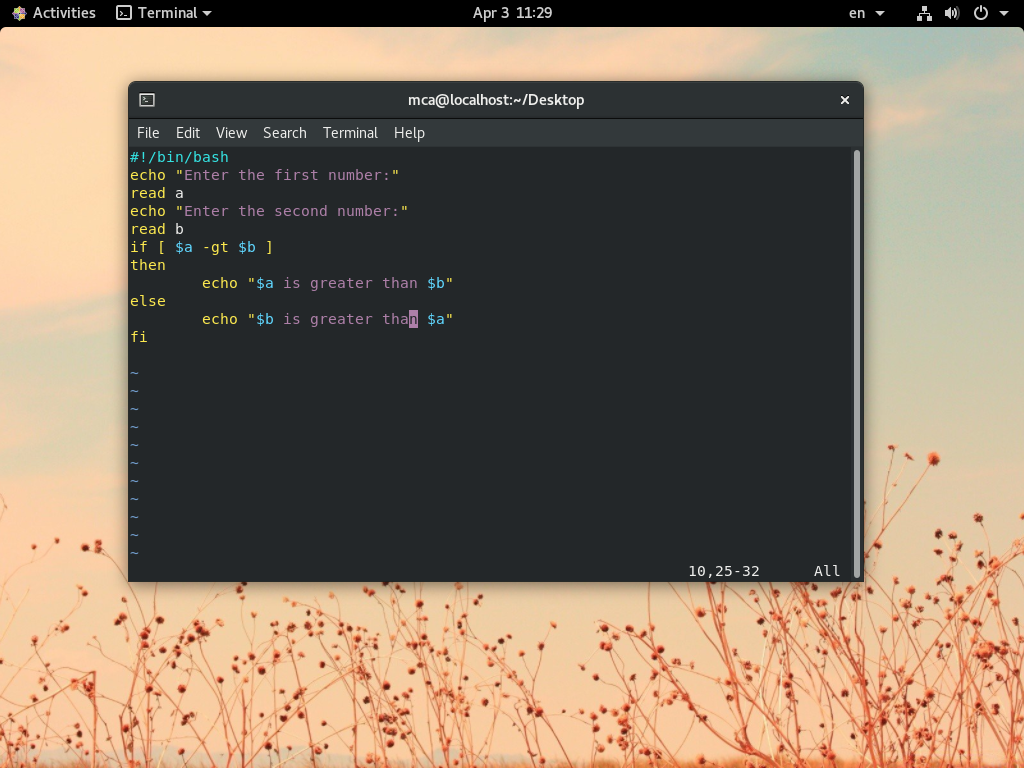 Activities Terminal Apr 3 11:29 en
mca@localhost:~/Desktop ×
File Edit View Search Terminal Help
#!/bin/bash
echo "Enter the first number:"
read a
echo "Enter the second number:"
read b
if [ $a -gt $b ]
then
        echo "$a is greater than $b"
else
        echo "$b is greater than $a"
fi
~
~
~
~
~
~
~
~
~
~
~
10,25-32 All